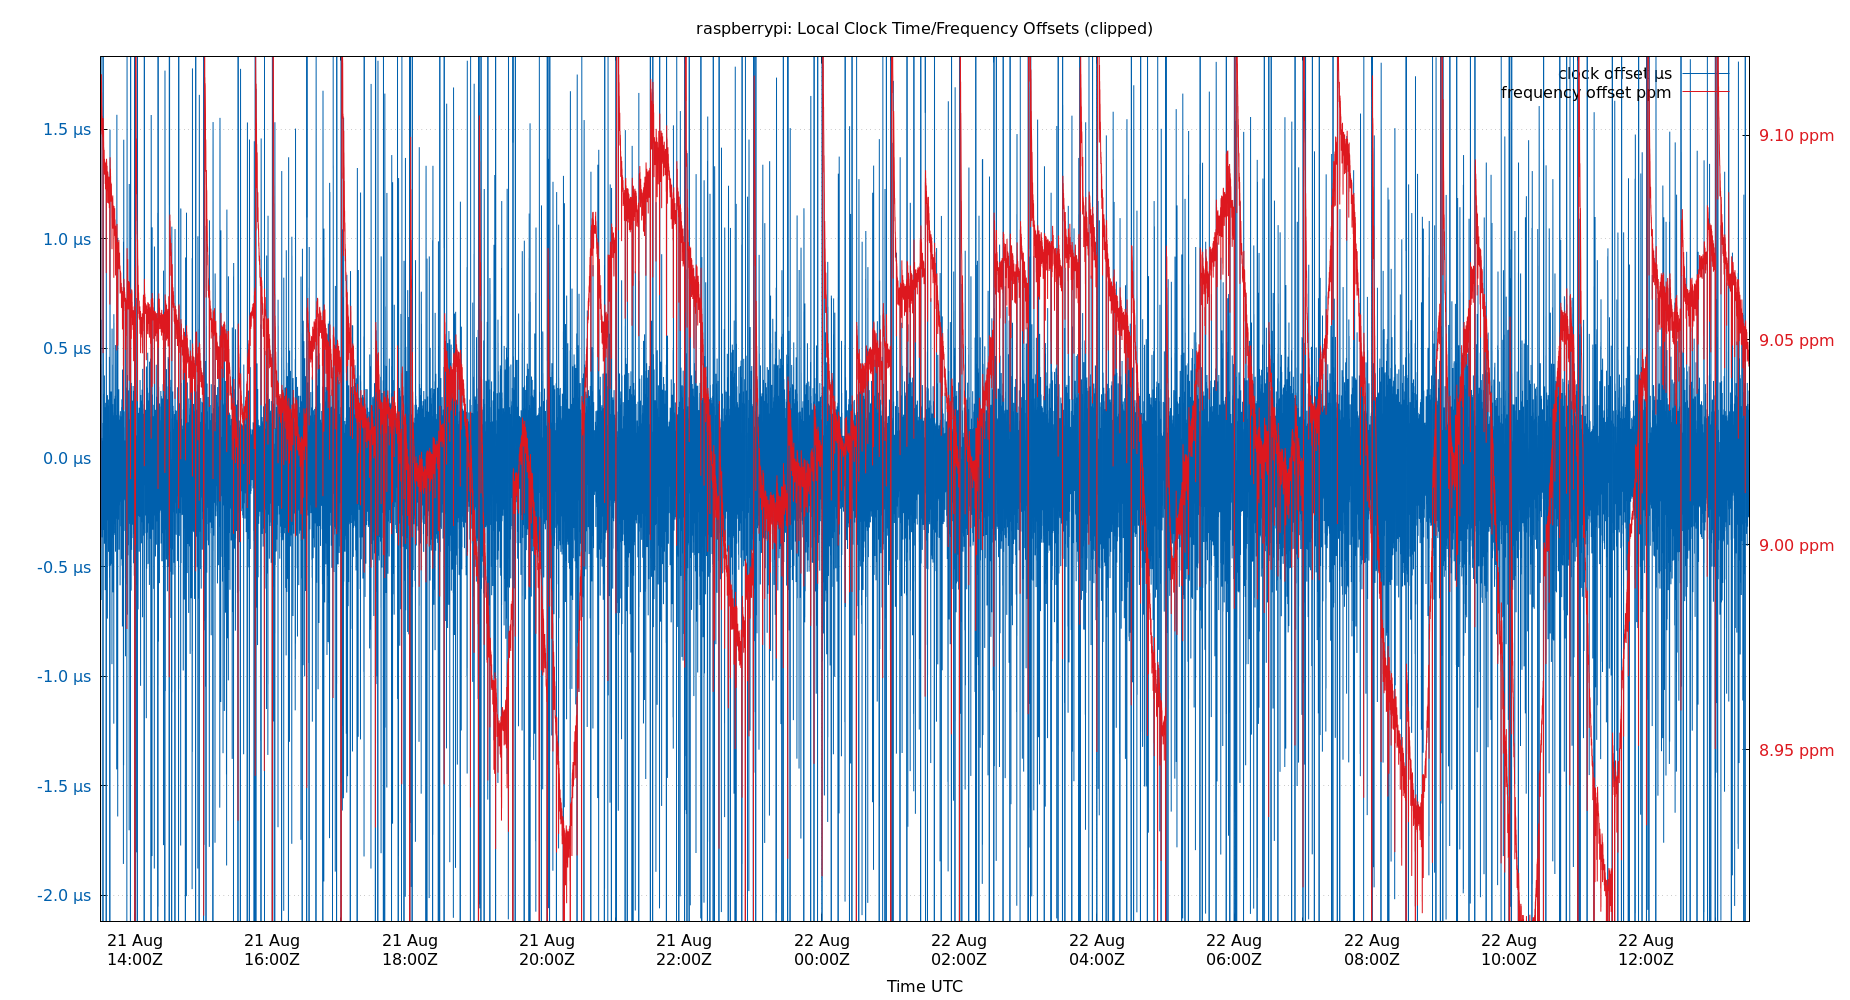 raspberrypi: Local Clock Time/Frequency Offsets (clipped)
clock offset µs
frequency offset ppm
1.5 µs
1.0 µs
0.5 µs
0.0 µs
-0.5 µs
-1.0 µs
-1.5 µs
-2.0 µs
9.10 ppm
9.05 ppm
9.00 ppm
8.95 ppm
21 Aug 21 Aug 21 Aug 21 Aug 21 Aug 22 Aug 22 Aug 22 Aug 22 Aug 22 Aug 22 Aug 22 Aug
14:00Z 16:00Z 18:00Z 20:00Z 22:00Z 00:00Z 02:00Z 04:00Z 06:00Z 08:00Z 10:00Z 12:00Z
Time UTC